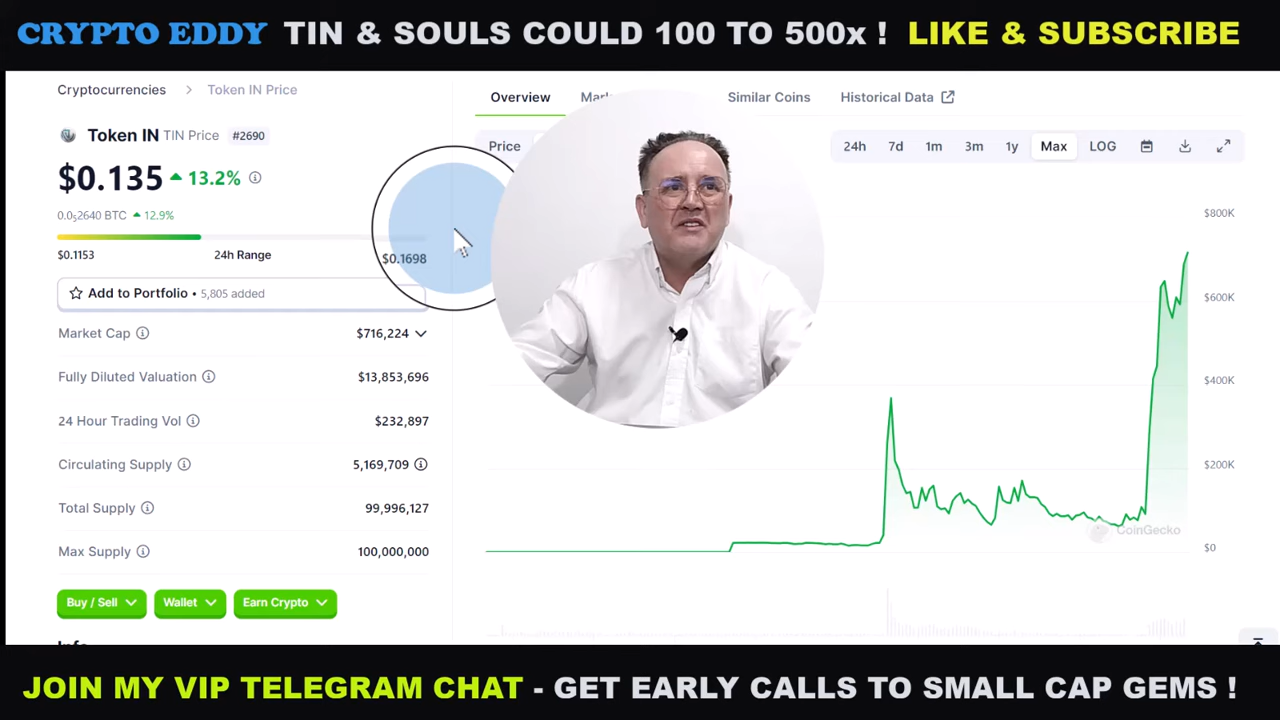 CRYPTO EDDY TIN & SOULS COULD 100 TO 500x ! LIKE & SUBSCRIBE
Cryptocurrencies > Token IN Price
Overview Mar Similar Coins Historical Data
Token IN TIN Price #2690
Price 24h 7d 1m 3m 1y Max LOG
$0.135 13.2%
0.0₅2640 BTC 12.9%
$0.1153 24h Range $0.1698
Add to Portfolio • 5,805 added
Market Cap $716,224
Fully Diluted Valuation $13,853,696
24 Hour Trading Vol $232,897
Circulating Supply 5,169,709
Total Supply 99,996,127
Max Supply 100,000,000
Buy / Sell Wallet Earn Crypto
$800K
$600K
$400K
$200K
CoinGecko
$0
JOIN MY VIP TELEGRAM CHAT - GET EARLY CALLS TO SMALL CAP GEMS !